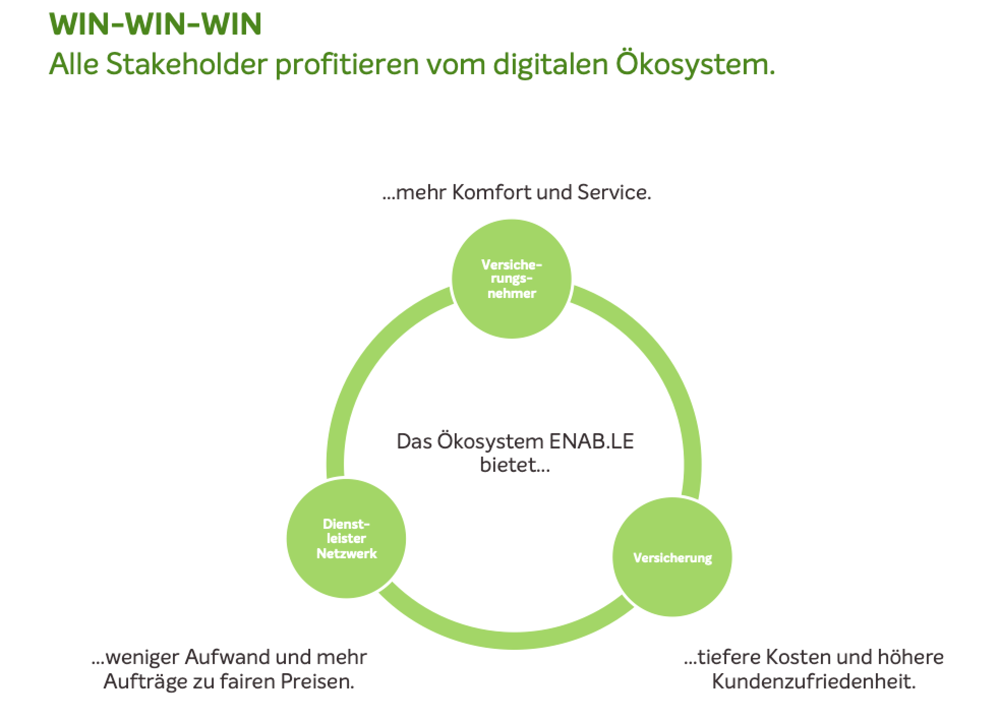 WIN-WIN-WIN
Alle Stakeholder profitieren vom digitalen Ökosystem.
...mehr Komfort und Service.
Versiche-
rungs-
nehmer
Das Ökosystem ENAB.LE
bietet...
Dienst-
leister
Netzwerk
Versicherung
...weniger Aufwand und mehr
Aufträge zu fairen Preisen.
...tiefere Kosten und höhere
Kundenzufriedenheit.